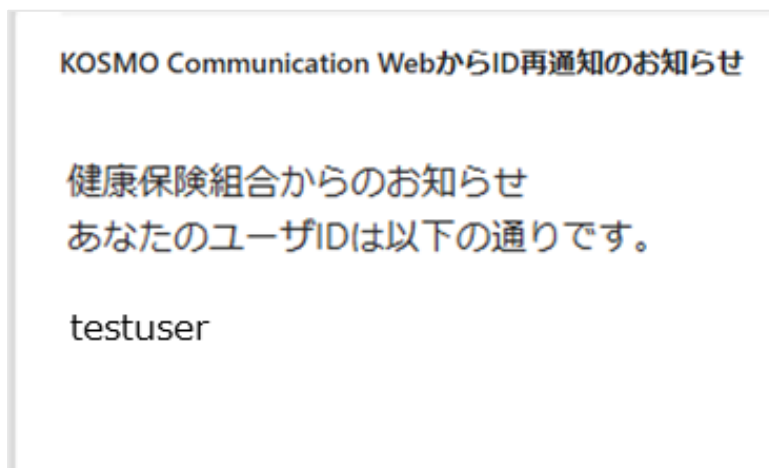 KOSMO Communication WebからID再通知のお知らせ
健康保険組合からのお知らせ
あなたのユーザIDは以下の通りです。
testuser